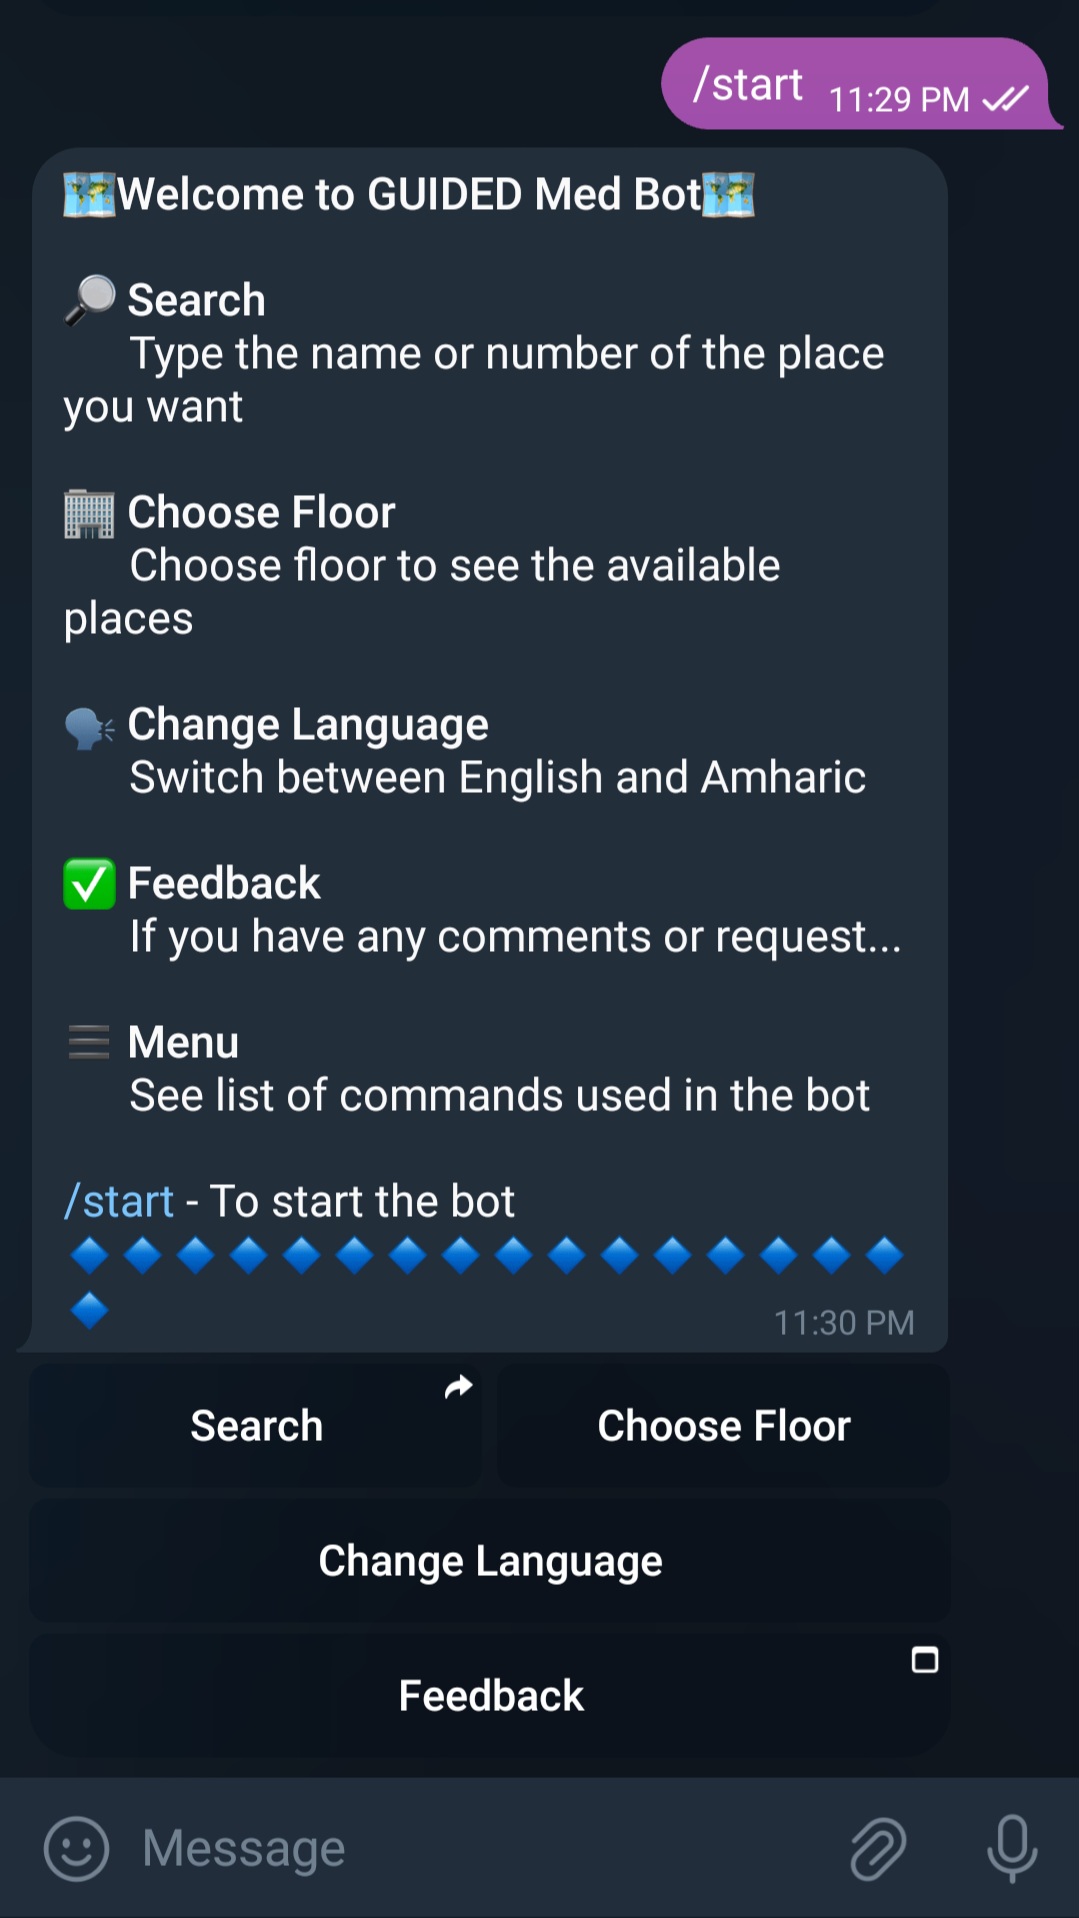 /start 11:29 PM
🗺Welcome to GUIDED Med Bot🗺
🔎 Search
Type the name or number of the place
you want
🏢 Choose Floor
Choose floor to see the available
places
🗣 Change Language
Switch between English and Amharic
✅ Feedback
If you have any comments or request...
☰ Menu
See list of commands used in the bot
/start - To start the bot
🔷🔷🔷🔷🔷🔷🔷🔷🔷🔷🔷🔷🔷🔷🔷🔷
🔷 11:30 PM
Search Choose Floor
Change Language
Feedback
Message